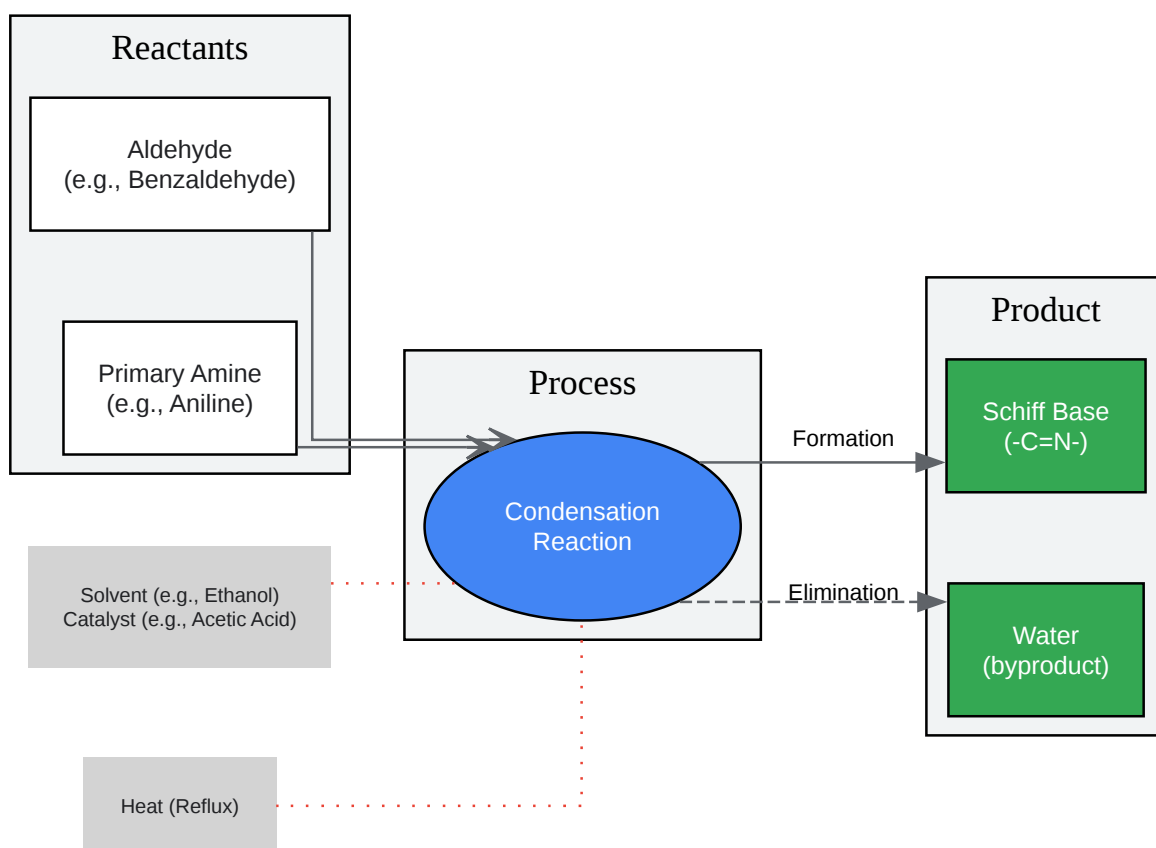 Reactants
Aldehyde
(e.g., Benzaldehyde)
Primary Amine
(e.g., Aniline)
Process
Condensation
Reaction
Solvent (e.g., Ethanol)
Catalyst (e.g., Acetic Acid)
Heat (Reflux)
Formation
Elimination
Product
Schiff Base
(-C=N-)
Water
(byproduct)